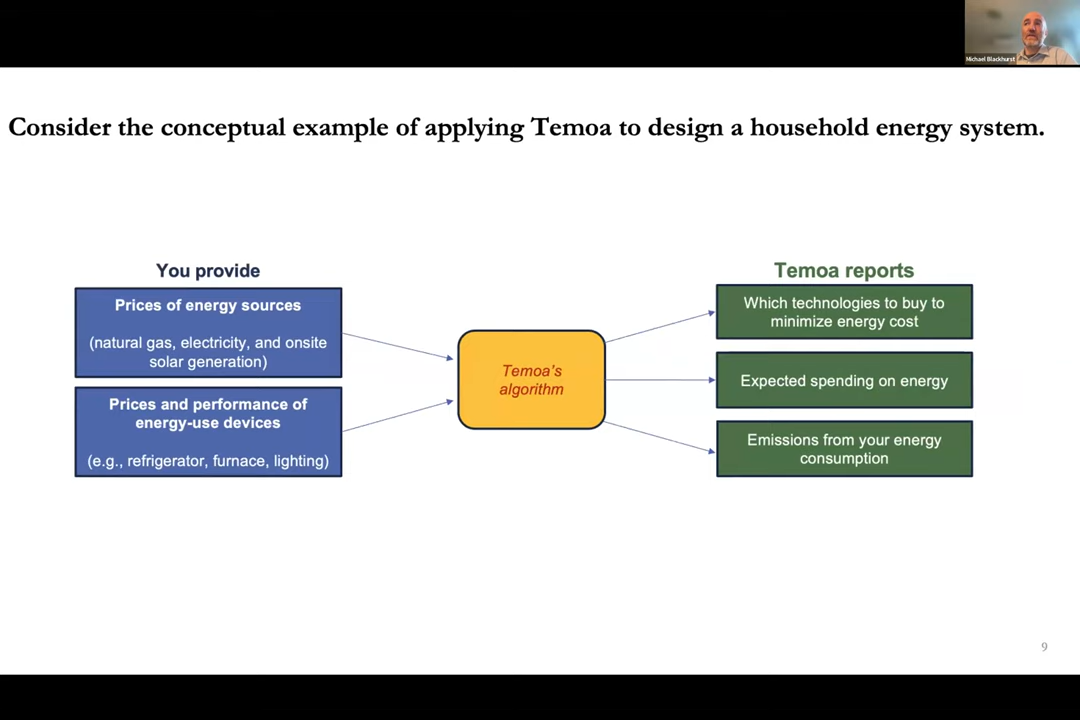 Michael Blackhurst
Consider the conceptual example of applying Temoa to design a household energy system.
You provide
Prices of energy sources
(natural gas, electricity, and onsite
solar generation)
Prices and performance of
energy-use devices
(e.g., refrigerator, furnace, lighting)
Temoa's
algorithm
Temoa reports
Which technologies to buy to
minimize energy cost
Expected spending on energy
Emissions from your energy
consumption
9